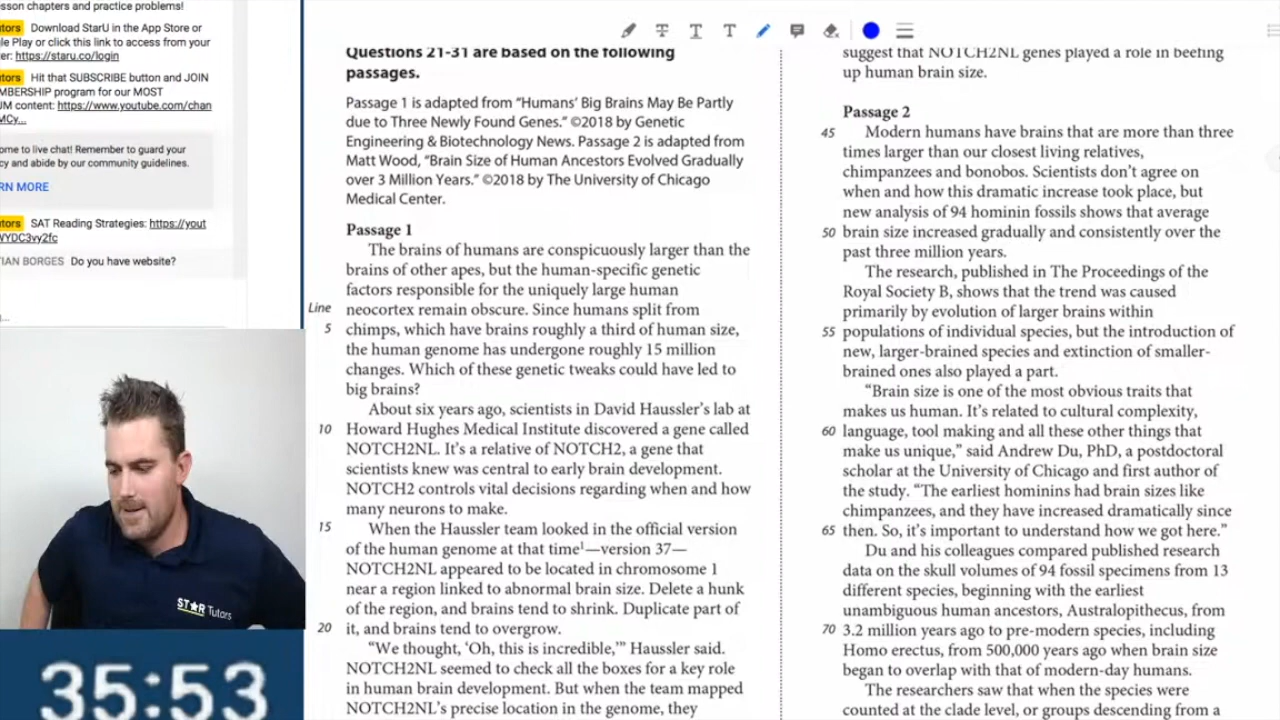 sson chapters and practice problems!
utors Download StarU in the App Store or
le Play or click this link to access from your
ter: https://staru.co/login
utors Hit that SUBSCRIBE button and JOIN
MBERSHIP program for our MOST
UM content: https://www.youtube.com/chan
MCy...
ome to live chat! Remember to guard your
cy and abide by our community guidelines.
RN MORE
utors SAT Reading Strategies: https://yout
WYDC3vy2fc
TIAN BORGES Do you have website?
STAR Tutors
35:53
Questions 21-31 are based on the following
passages.
Passage 1 is adapted from “Humans’ Big Brains May Be Partly
due to Three Newly Found Genes.” ©2018 by Genetic
Engineering & Biotechnology News. Passage 2 is adapted from
Matt Wood, “Brain Size of Human Ancestors Evolved Gradually
over 3 Million Years.” ©2018 by The University of Chicago
Medical Center.
Passage 1
The brains of humans are conspicuously larger than the
brains of other apes, but the human-specific genetic
factors responsible for the uniquely large human
Line neocortex remain obscure. Since humans split from
5 chimps, which have brains roughly a third of human size,
the human genome has undergone roughly 15 million
changes. Which of these genetic tweaks could have led to
big brains?
About six years ago, scientists in David Haussler’s lab at
10 Howard Hughes Medical Institute discovered a gene called
NOTCH2NL. It’s a relative of NOTCH2, a gene that
scientists knew was central to early brain development.
NOTCH2 controls vital decisions regarding when and how
many neurons to make.
15 When the Haussler team looked in the official version
of the human genome at that time1—version 37—
NOTCH2NL appeared to be located in chromosome 1
near a region linked to abnormal brain size. Delete a hunk
of the region, and brains tend to shrink. Duplicate part of
20 it, and brains tend to overgrow.
“We thought, ‘Oh, this is incredible,’” Haussler said.
NOTCH2NL seemed to check all the boxes for a key role
in human brain development. But when the team mapped
NOTCH2NL’s precise location in the genome, they
suggest that NOTCH2NL genes played a role in beefing
up human brain size.
Passage 2
45 Modern humans have brains that are more than three
times larger than our closest living relatives,
chimpanzees and bonobos. Scientists don’t agree on
when and how this dramatic increase took place, but
new analysis of 94 hominin fossils shows that average
50 brain size increased gradually and consistently over the
past three million years.
The research, published in The Proceedings of the
Royal Society B, shows that the trend was caused
primarily by evolution of larger brains within
55 populations of individual species, but the introduction of
new, larger-brained species and extinction of smaller-
brained ones also played a part.
“Brain size is one of the most obvious traits that
makes us human. It’s related to cultural complexity,
60 language, tool making and all these other things that
make us unique,” said Andrew Du, PhD, a postdoctoral
scholar at the University of Chicago and first author of
the study. “The earliest hominins had brain sizes like
chimpanzees, and they have increased dramatically since
65 then. So, it’s important to understand how we got here.”
Du and his colleagues compared published research
data on the skull volumes of 94 fossil specimens from 13
different species, beginning with the earliest
unambiguous human ancestors, Australopithecus, from
70 3.2 million years ago to pre-modern species, including
Homo erectus, from 500,000 years ago when brain size
began to overlap with that of modern-day humans.
The researchers saw that when the species were
counted at the clade level, or groups descending from a